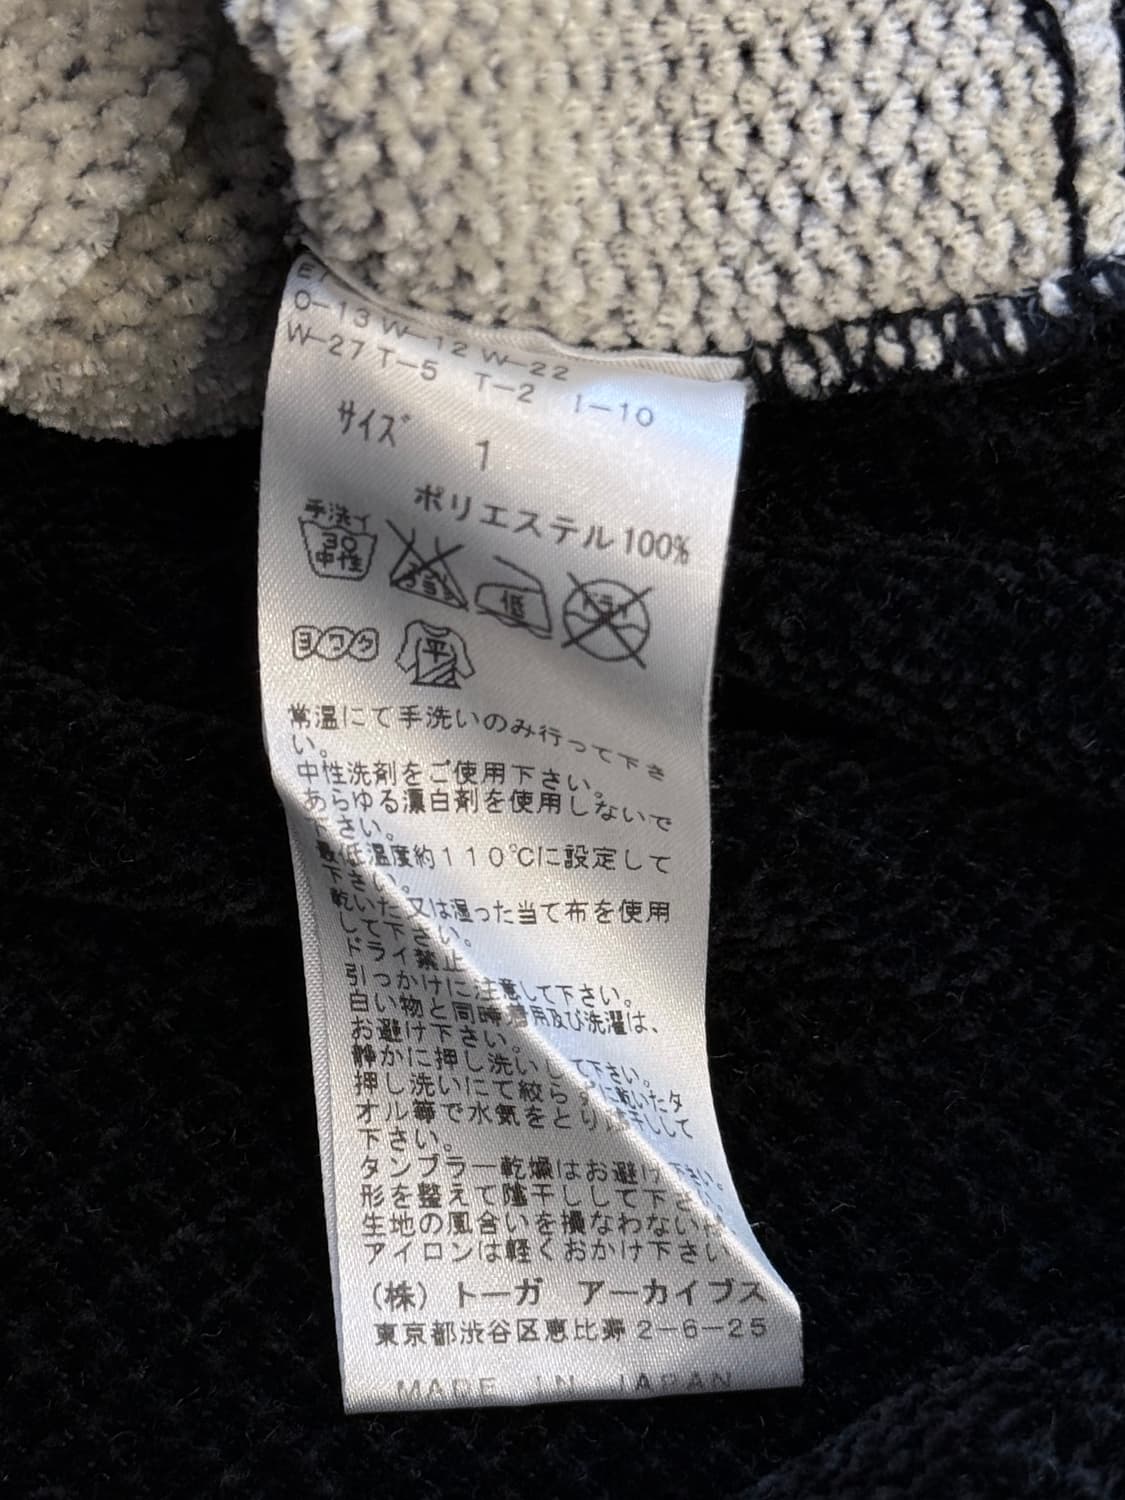 O-13 W-12 W-22
W-27 T-5 T-2 I-10
サイズ 1
ポリエステル100%
手洗イ
30
中性
低
ドライ
ヨワク
平
常温にて手洗いのみ行って下さ
い。
中性洗剤をご使用下さい。
あらゆる漂白剤を使用しないで
下さい。
最低温度約110℃に設定して
下さい。
乾いた又は湿った当て布を使用
して下さい。
ドライ禁止
引っかけに注意して下さい。
白い物と同時着用及び洗濯は、
お避け下さい。
静かに押し洗いして下さい。
押し洗いにて絞らずに乾いたタ
オル等で水気をとり陰干しして
下さい。
タンブラー乾燥はお避け下さい。
形を整えて陰干しして下さい。
生地の風合いを損なわない
アイロンは軽くおかけ下さい
(株) トーガ アーカイブス
東京都渋谷区恵比寿2-6-25
MADE IN JAPAN